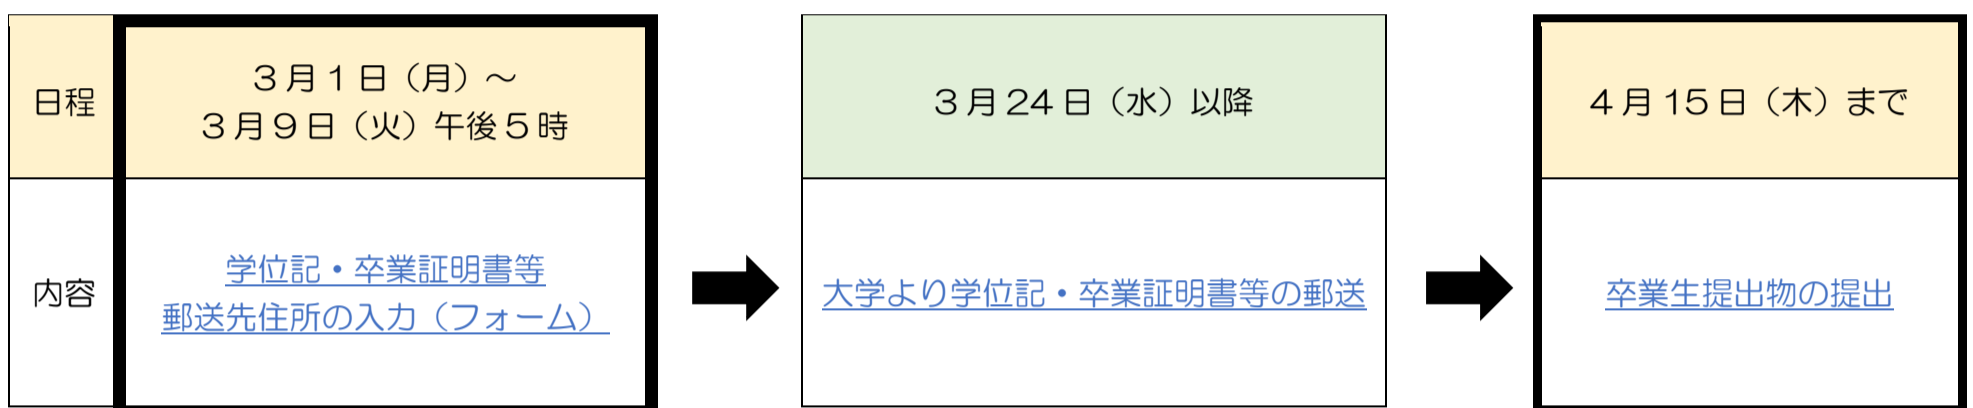 日程
3月1日（月）～
3月9日（火）午後5時
3月24日（水）以降
4月15日（木）まで
内容
学位記・卒業証明書等
郵送先住所の入力（フォーム）
大学より学位記・卒業証明書等の郵送
卒業生提出物の提出